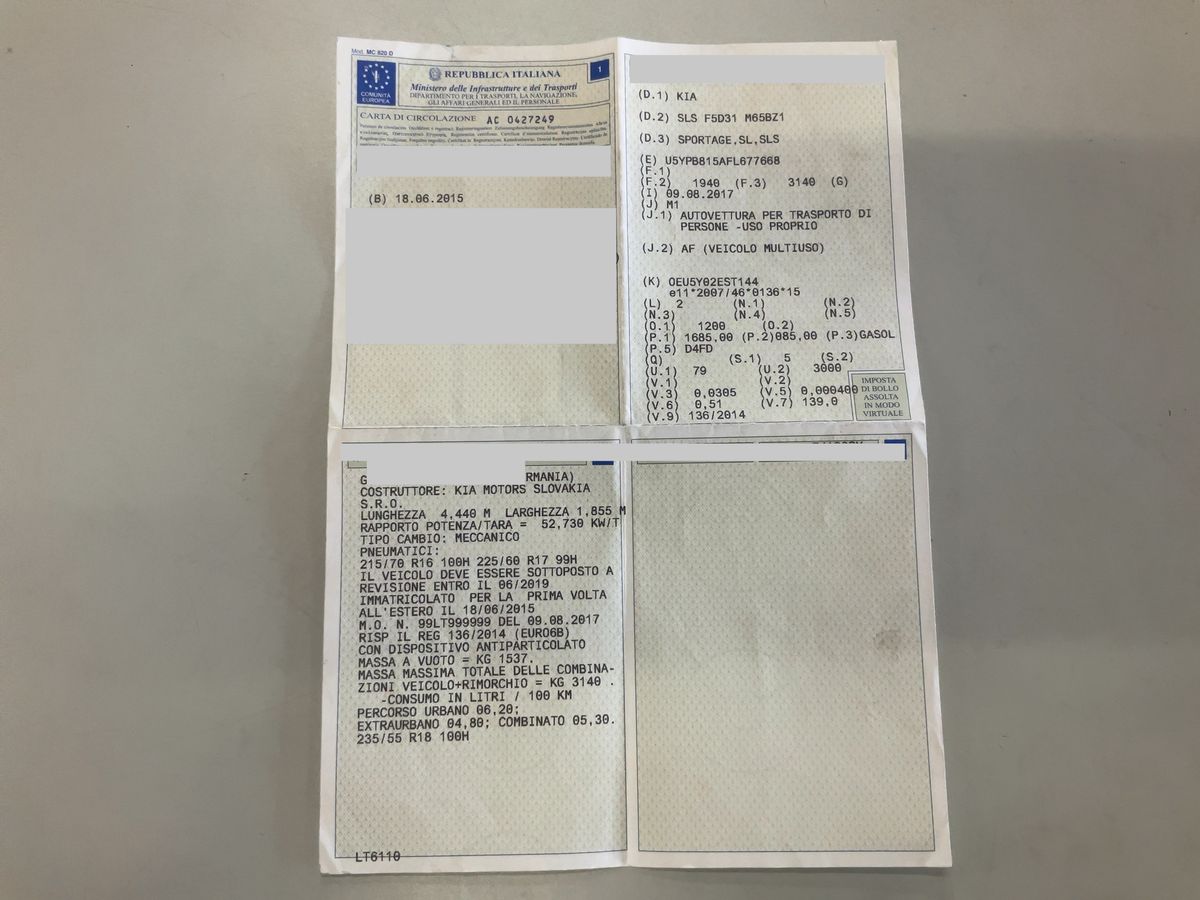 Mod. MC 820 D
COMUNITÀ
EUROPEA
REPUBBLICA ITALIANA
Ministero delle Infrastrutture e dei Trasporti
DIPARTIMENTO PER I TRASPORTI, LA NAVIGAZIONE,
GLI AFFARI GENERALI ED IL PERSONALE
1
CARTA DI CIRCOLAZIONE AC 0427249
(B) 18.06.2015
(D.1) KIA
(D.2) SLS F5D31 M65BZ1
(D.3) SPORTAGE,SL,SLS
(E) U5YPB815AFL677668
(F.1)
(F.2) 1940 (F.3) 3140 (G)
(I) 09.08.2017
(J) M1
(J.1) AUTOVETTURA PER TRASPORTO DI
PERSONE -USO PROPRIO
(J.2) AF (VEICOLO MULTIUSO)
(K) OEU5Y02EST144
e11*2007/46*0136*15
(L) 2 (N.1) (N.2)
(N.3) (N.4) (N.5)
(O.1) 1200 (O.2)
(P.1) 1685,00 (P.2)085,00 (P.3)GASOL
(P.5) D4FD
(Q) (S.1) 5 (S.2)
(U.1) 79 (U.2) 3000
(V.1) (V.2)
(V.3) 0,0305 (V.5) 0,000400
(V.6) 0,51 (V.7) 139,0
(V.9) 136/2014
IMPOSTA
DI BOLLO
ASSOLTA
IN MODO
VIRTUALE
G RMANIA)
COSTRUTTORE: KIA MOTORS SLOVAKIA
S.R.O.
LUNGHEZZA 4,440 M LARGHEZZA 1,855 M
RAPPORTO POTENZA/TARA = 52,730 KW/T
TIPO CAMBIO: MECCANICO
PNEUMATICI:
215/70 R16 100H 225/60 R17 99H
IL VEICOLO DEVE ESSERE SOTTOPOSTO A
REVISIONE ENTRO IL 06/2019
IMMATRICOLATO PER LA PRIMA VOLTA
ALL'ESTERO IL 18/06/2015
M.O. N. 99LT999999 DEL 09.08.2017
RISP IL REG 136/2014 (EURO6B)
CON DISPOSITIVO ANTIPARTICOLATO
MASSA A VUOTO = KG 1537.
MASSA MASSIMA TOTALE DELLE COMBINA-
ZIONI VEICOLO+RIMORCHIO = KG 3140 .
-CONSUMO IN LITRI / 100 KM
PERCORSO URBANO 06,20;
EXTRAURBANO 04,80; COMBINATO 05,30.
235/55 R18 100H
LT6110